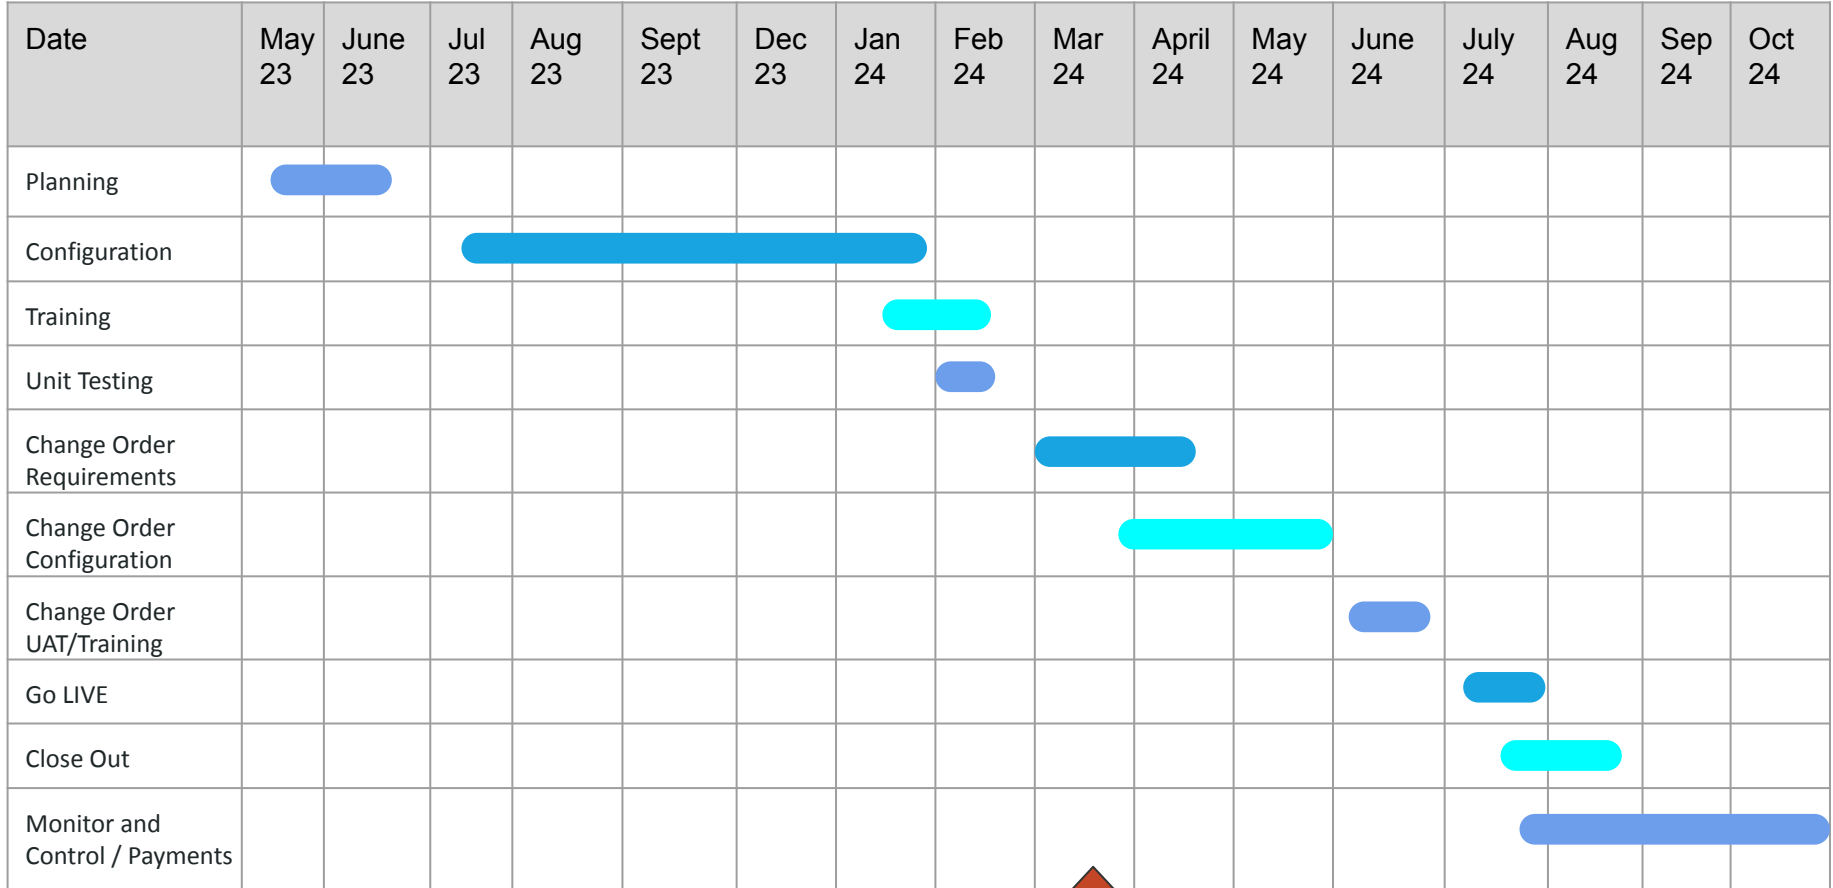 Date May June Jul Aug Sept Dec Jan Feb Mar April May June July Aug Sep Oct
23 23 23 23 23 23 24 24 24 24 24 24 24 24 24 24
Planning
Configuration
Training
Unit Testing
Change Order
Requirements
Change Order
Configuration
Change Order
UAT/Training
Go LIVE
Close Out
Monitor and
Control / Payments